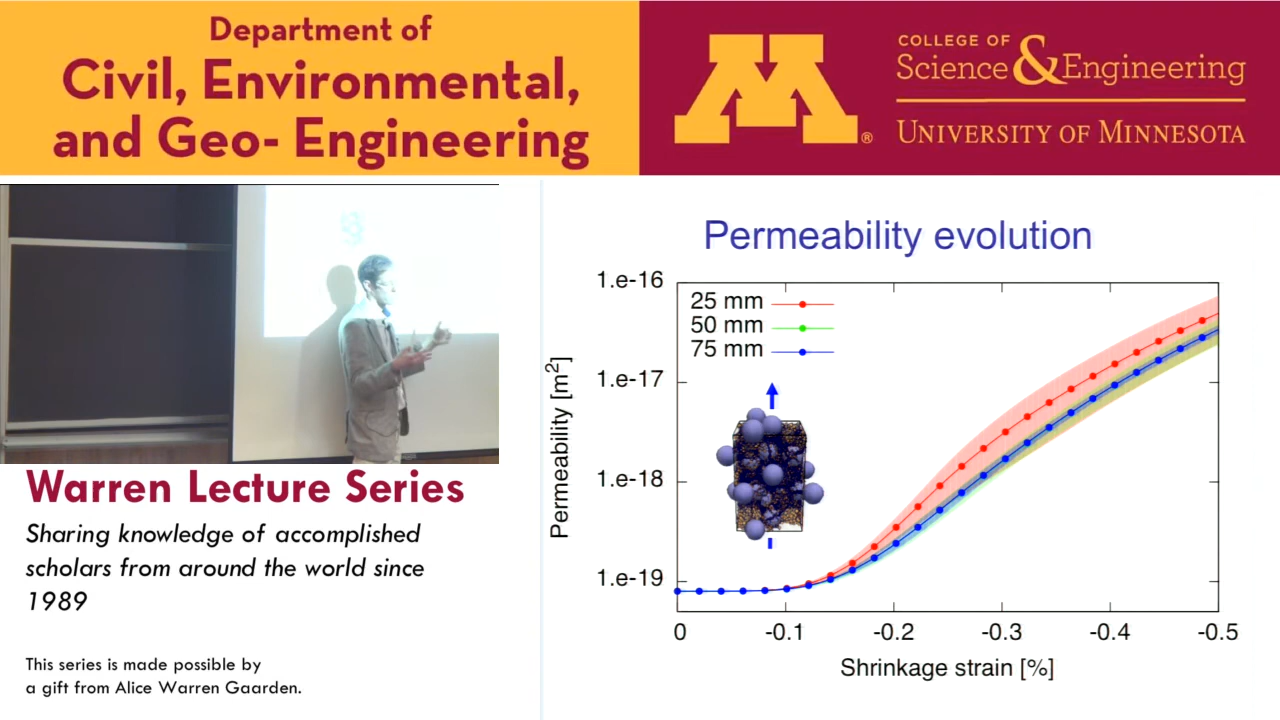 Department of
Civil, Environmental,
and Geo- Engineering
M®
COLLEGE OF
Science & Engineering
UNIVERSITY OF MINNESOTA
Warren Lecture Series
Sharing knowledge of accomplished
scholars from around the world since
1989
This series is made possible by
a gift from Alice Warren Gaarden.
Permeability evolution
Permeability [m²]
1.e-16
1.e-17
1.e-18
1.e-19
25 mm
50 mm
75 mm
0 -0.1 -0.2 -0.3 -0.4 -0.5
Shrinkage strain [%]